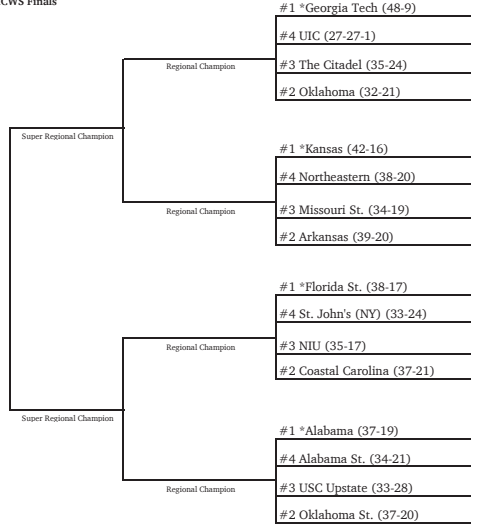 CWS Finals
#1 *Georgia Tech (48-9)
#4 UIC (27-27-1)
#3 The Citadel (35-24)
Regional Champion
#2 Oklahoma (32-21)
Super Regional Champion
#1 *Kansas (42-16)
#4 Northeastern (38-20)
#3 Missouri St. (34-19)
Regional Champion
#2 Arkansas (39-20)
#1 *Florida St. (38-17)
#4 St. John's (NY) (33-24)
#3 NIU (35-17)
Regional Champion
#2 Coastal Carolina (37-21)
Super Regional Champion
#1 *Alabama (37-19)
#4 Alabama St. (34-21)
#3 USC Upstate (33-28)
Regional Champion
#2 Oklahoma St. (37-20)